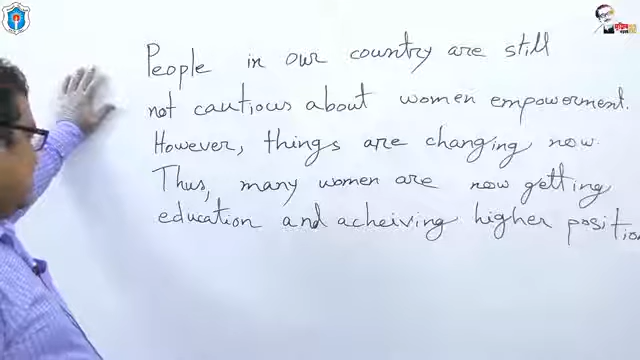 People in our country are still
not cautious about women empowerment.
However, things are changing now.
Thus, many women are now getting
education and acheiving higher position